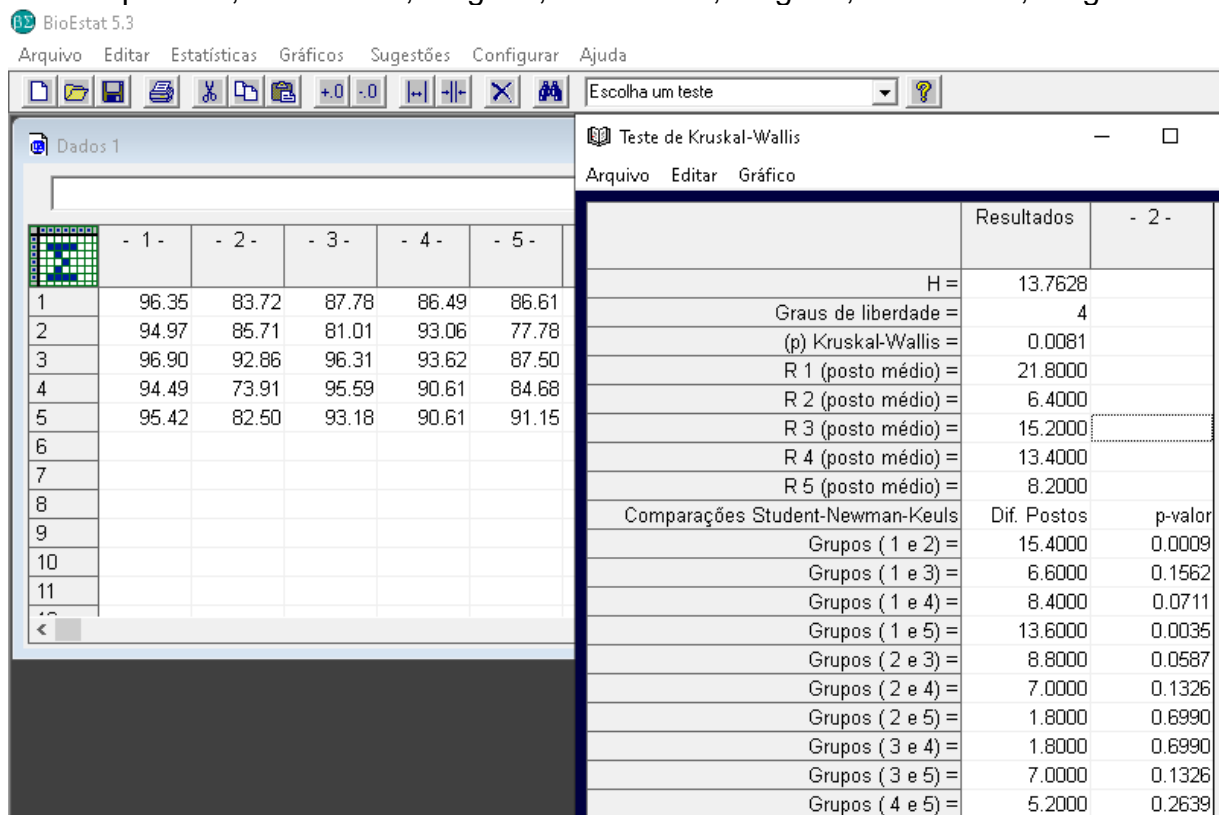 BioEstat 5.3
Arquivo Editar Estatísticas Gráficos Sugestões Configurar Ajuda
+.0 -.0 Escolha um teste
Dados 1
- 1 - - 2 - - 3 - - 4 - - 5 -
1 96.35 83.72 87.78 86.49 86.61
2 94.97 85.71 81.01 93.06 77.78
3 96.90 92.86 96.31 93.62 87.50
4 94.49 73.91 95.59 90.61 84.68
5 95.42 82.50 93.18 90.61 91.15
6
7
8
9
10
11
Teste de Kruskal-Wallis
Arquivo Editar Gráfico
Resultados - 2 -
H = 13.7628
Graus de liberdade = 4
(p) Kruskal-Wallis = 0.0081
R 1 (posto médio) = 21.8000
R 2 (posto médio) = 6.4000
R 3 (posto médio) = 15.2000
R 4 (posto médio) = 13.4000
R 5 (posto médio) = 8.2000
Comparações Student-Newman-Keuls Dif. Postos p-valor
Grupos ( 1 e 2) = 15.4000 0.0009
Grupos ( 1 e 3) = 6.6000 0.1562
Grupos ( 1 e 4) = 8.4000 0.0711
Grupos ( 1 e 5) = 13.6000 0.0035
Grupos ( 2 e 3) = 8.8000 0.0587
Grupos ( 2 e 4) = 7.0000 0.1326
Grupos ( 2 e 5) = 1.8000 0.6990
Grupos ( 3 e 4) = 1.8000 0.6990
Grupos ( 3 e 5) = 7.0000 0.1326
Grupos ( 4 e 5) = 5.2000 0.2639